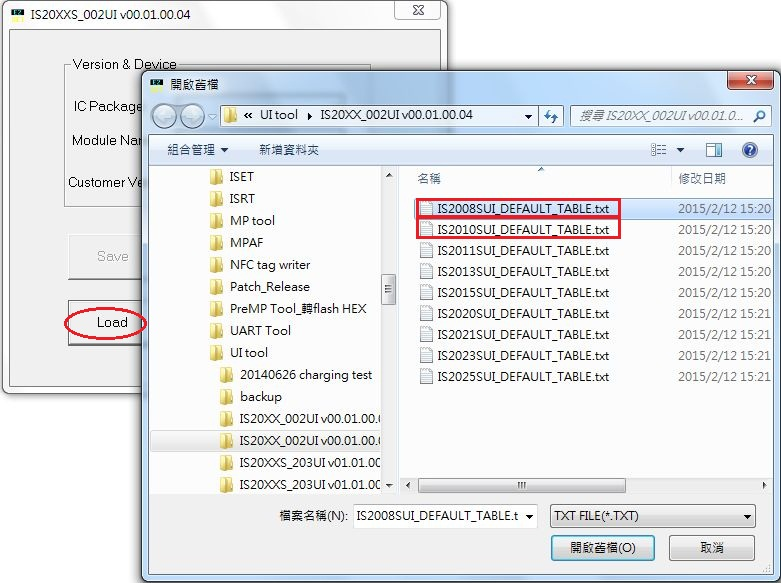 IS20XXS_002UI v00.01.00.04
Version & Device
IC Package
Module Nar
Customer Ve
Save
Load
開啟舊檔
« UI tool ▸ IS20XX_002UI v00.01.00.04
搜尋 IS20XX_002UI v00.01.0...
組合管理 新增資料夾
ISET
ISRT
MP tool
MPAF
NFC tag writer
Patch_Release
PreMP Tool_轉flash HEX
UART Tool
UI tool
20140626 charging test
backup
IS20XX_002UI v00.01.00.0
IS20XX_002UI v00.01.00.0
IS20XXS_203UI v01.01.00
IS20XXS_203UI v01.01.00
名稱 修改日期
IS2008SUI_DEFAULT_TABLE.txt 2015/2/12 15:20
IS2010SUI_DEFAULT_TABLE.txt 2015/2/12 15:20
IS2011SUI_DEFAULT_TABLE.txt 2015/2/12 15:20
IS2013SUI_DEFAULT_TABLE.txt 2015/2/12 15:20
IS2015SUI_DEFAULT_TABLE.txt 2015/2/12 15:20
IS2020SUI_DEFAULT_TABLE.txt 2015/2/12 15:21
IS2021SUI_DEFAULT_TABLE.txt 2015/2/12 15:21
IS2023SUI_DEFAULT_TABLE.txt 2015/2/12 15:21
IS2025SUI_DEFAULT_TABLE.txt 2015/2/12 15:21
檔案名稱(N): IS2008SUI_DEFAULT_TABLE.t TXT FILE(*.TXT)
開啟舊檔(O) 取消